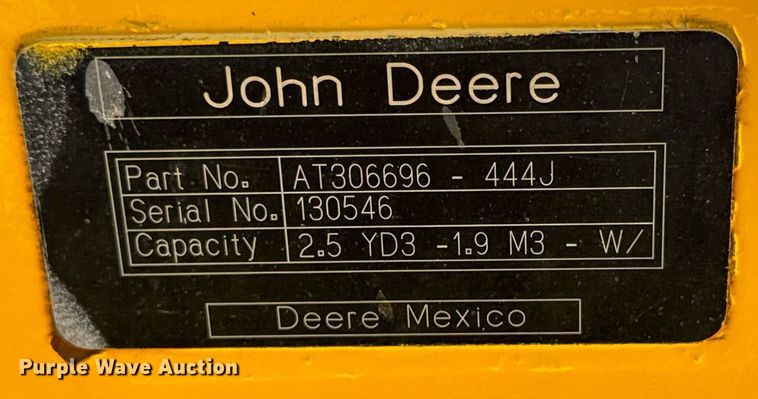 John Deere
Part No. AT306696 - 444J
Serial No. 130546
Capacity 2.5 YD3 -1.9 M3 - W/
Deere Mexico
Purple Wave Auction